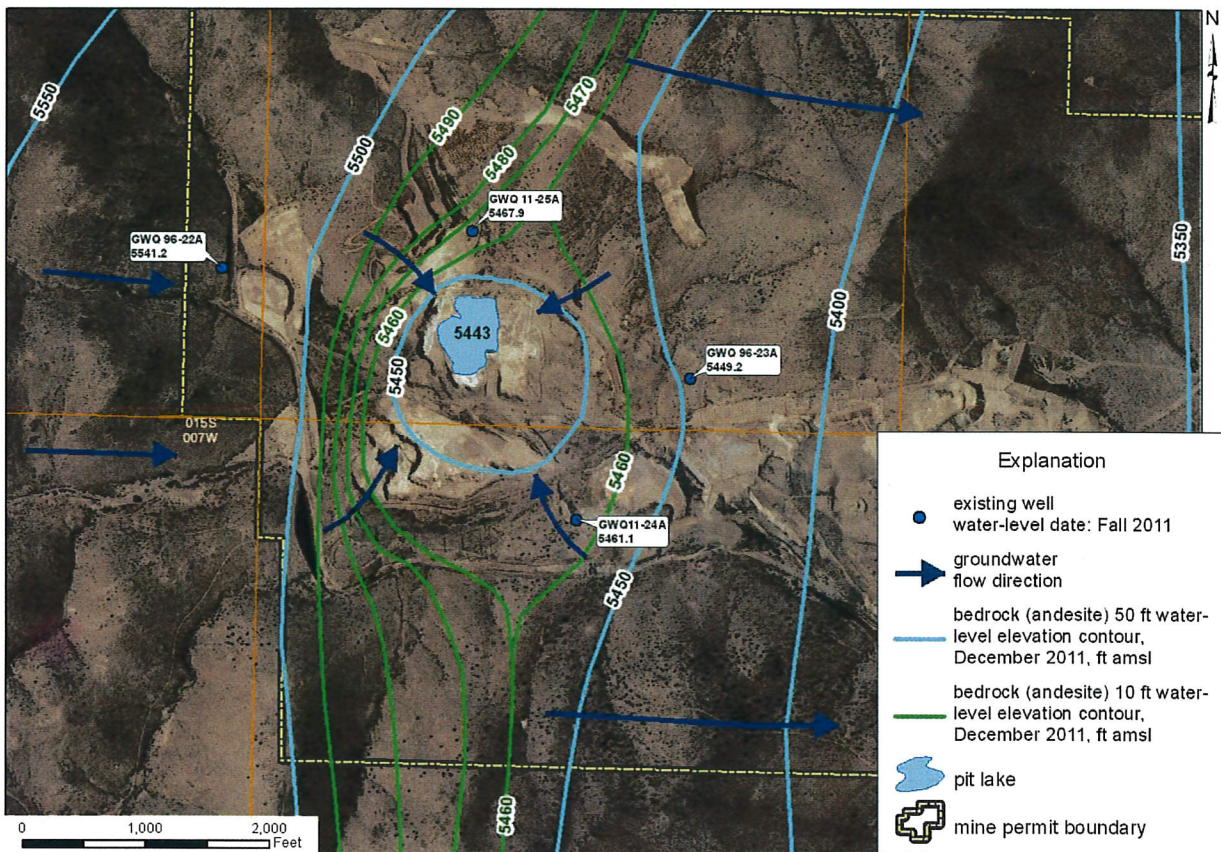 N
5550
5500
5490
5480
5470
GWQ 11-25A
5467.9
GWQ 96-22A
5541.2
5350
5400
5460
5443
5450
GWQ 96-23A
5449.2
015S
007W
5460
GWQ11-24A
5461.1
5450
5460
0 1,000 2,000
Feet
Explanation
existing well
water-level date: Fall 2011
groundwater
flow direction
bedrock (andesite) 50 ft water-
level elevation contour,
December 2011, ft amsl
bedrock (andesite) 10 ft water-
level elevation contour,
December 2011, ft amsl
pit lake
mine permit boundary